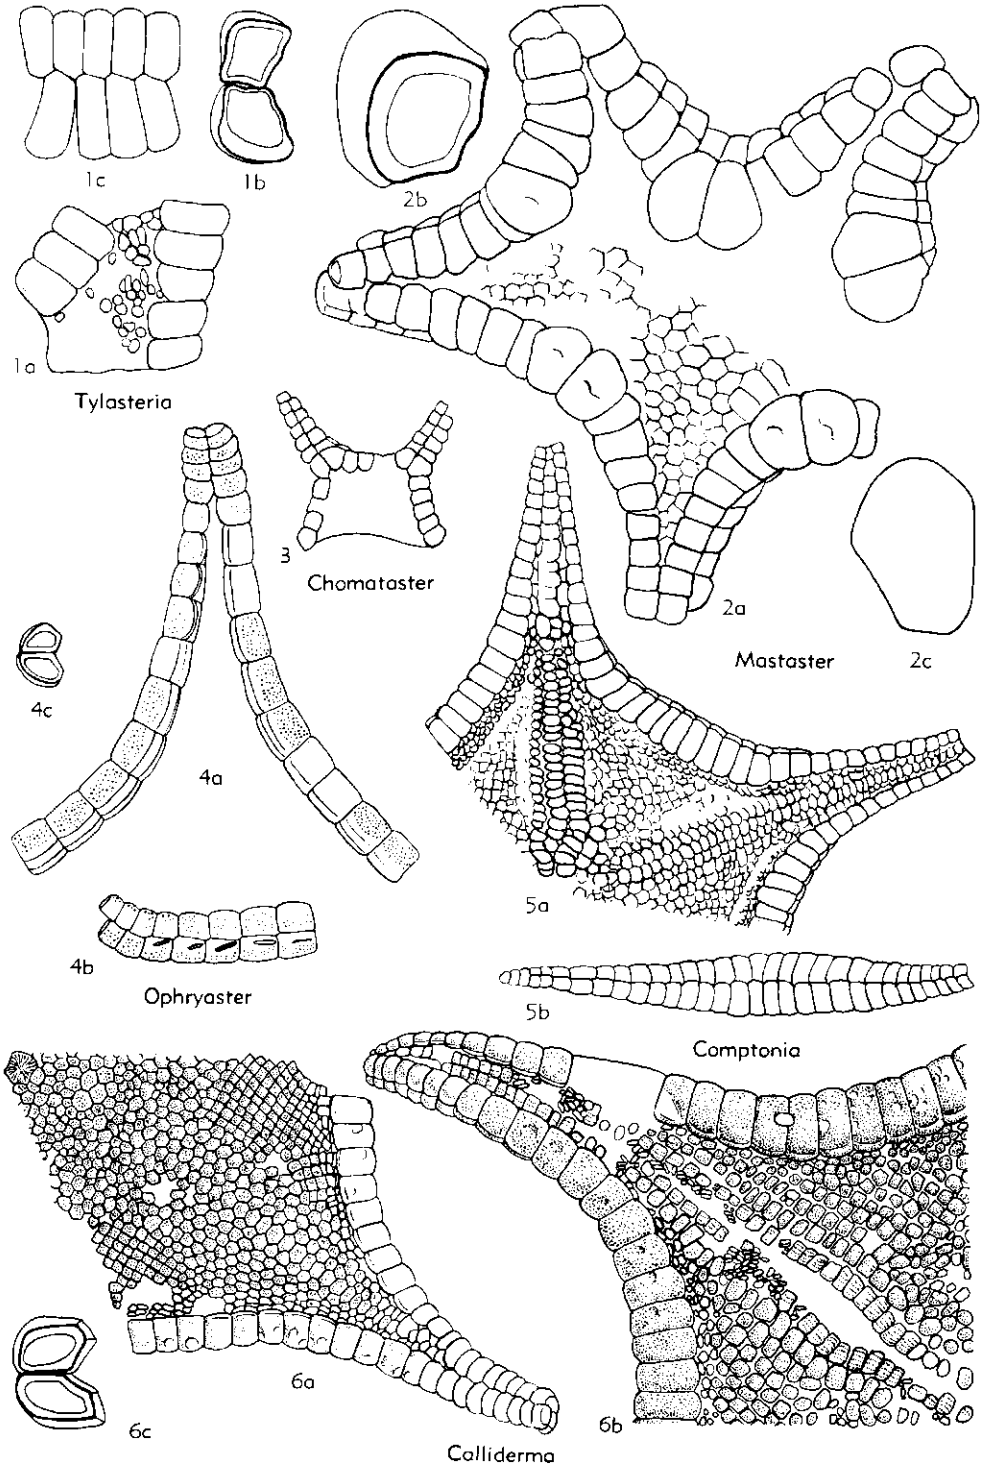 1c
1b
2b
1a
Tylasteria
3
Chomataster
2a
Mastaster
2c
4c
4a
5a
4b
Ophryaster
5b
Comptonia
6a
6b
6c
Calliderma